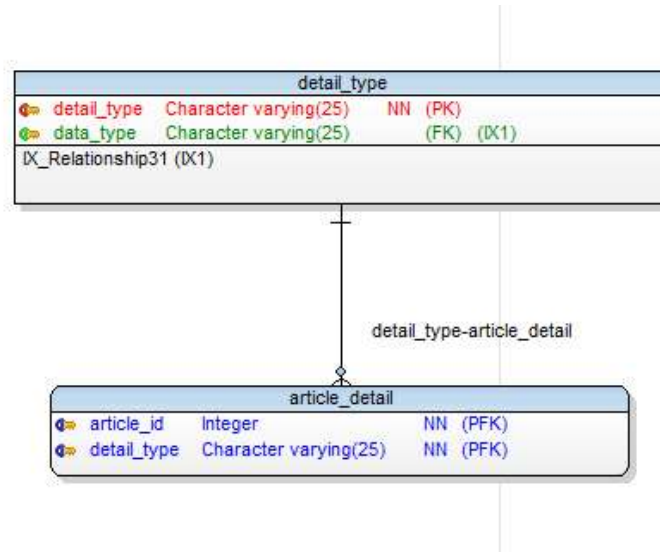 detail_type
detail_type Character varying(25) NN (PK)
data_type Character varying(25) (FK) (IX1)
IX_Relationship31 (IX1)
detail_type-article_detail
article_detail
article_id Integer NN (PFK)
detail_type Character varying(25) NN (PFK)